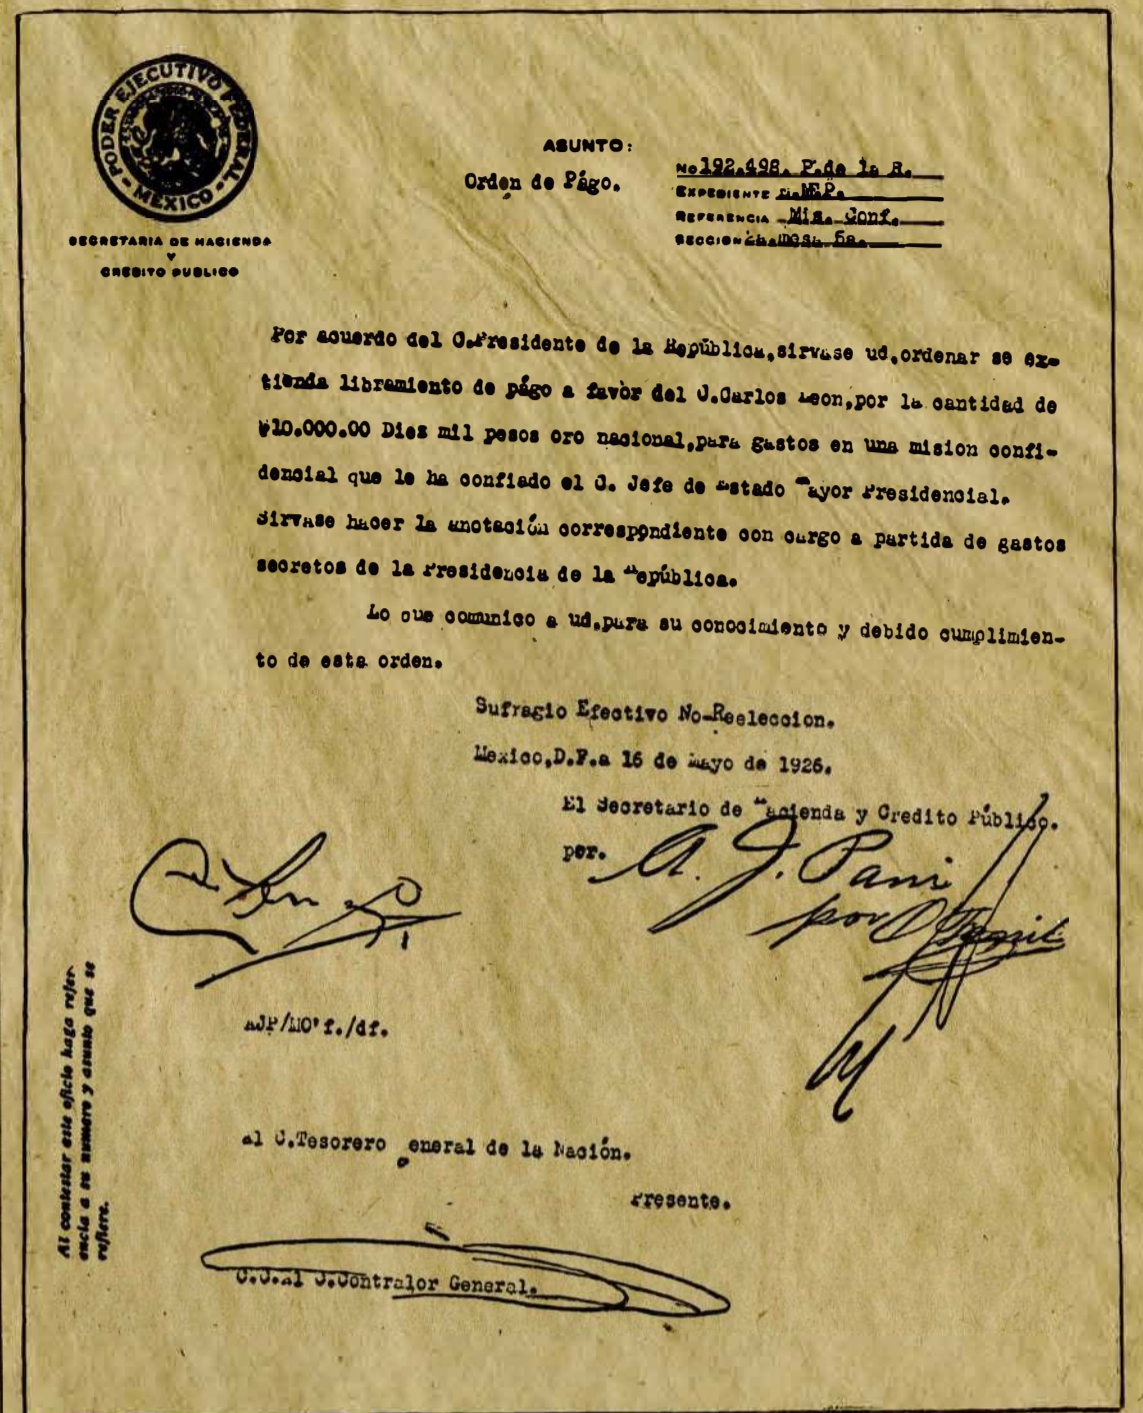 PODER EJECUTIVO FEDERAL
MEXICO
SECRETARIA DE HACIENDA
Y
CREDITO PUBLICO
ASUNTO:
Orden de Págo.
No 192.498. P.de la R.
EXPEDIENTE
REFERENCIA Mis. Conf.
SECCION 6a.
Por acuerdo del C.Presidente de la República,sirvase ud,ordenar se ex-
tienda libramiento de págo a favòr del C.Carlos Leon,por la cantidad de
$10.000.00 Diez mil pesos oro nacional,para gastos en una mision confi-
dencial que le ha confiado el C. Jefe de Estado Mayor Presidencial.
Sirvase hacer la anotación correspondiente con cargo a partida de gastos
secretos de la Presidencia de la República.
Lo que comunico a ud.para su conocimiento y debido cumplimien-
to de esta orden.
Sufragio Efectivo No-Reeleccion.
Mexico,D.F.a 16 de Mayo de 1926.
El Secretario de Hacienda y Credito Público.
por.
A. J. Pani
por
AJP/MO'f./df.
Al C.Tesorero General de la Nación.
Presente.
C.C.Al C.Contralor General.
Al contestar este oficio haga refer-
encia a su numero y asunto que se
refiere.